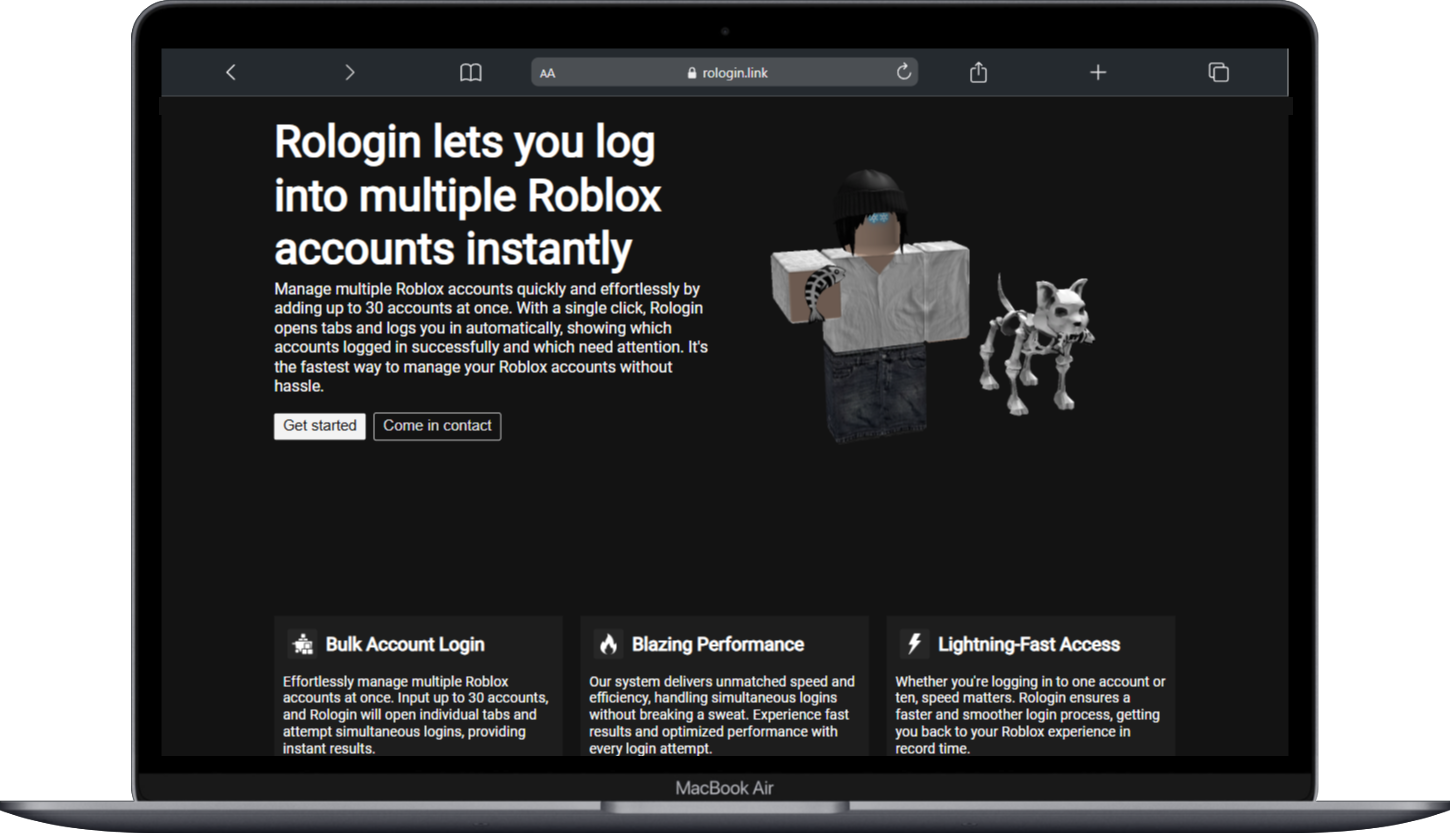 AA
rologin.link
Rologin lets you log
into multiple Roblox
accounts instantly
Manage multiple Roblox accounts quickly and effortlessly by
adding up to 30 accounts at once. With a single click, Rologin
opens tabs and logs you in automatically, showing which
accounts logged in successfully and which need attention. It's
the fastest way to manage your Roblox accounts without
hassle.
Get started
Come in contact
Bulk Account Login
Effortlessly manage multiple Roblox
accounts at once. Input up to 30 accounts,
and Rologin will open individual tabs and
attempt simultaneous logins, providing
instant results.
Blazing Performance
Our system delivers unmatched speed and
efficiency, handling simultaneous logins
without breaking a sweat. Experience fast
results and optimized performance with
every login attempt.
Lightning-Fast Access
Whether you're logging in to one account or
ten, speed matters. Rologin ensures a
faster and smoother login process, getting
you back to your Roblox experience in
record time.
MacBook Air